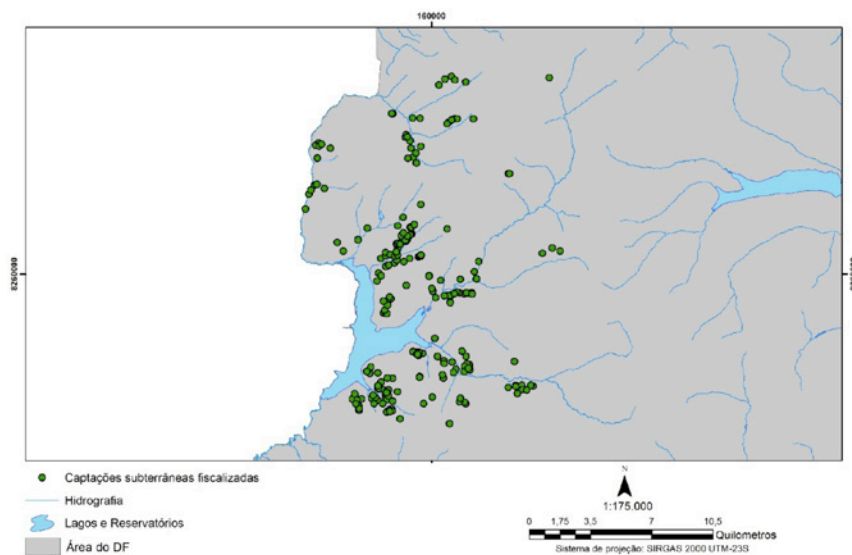 160000
8260000
Captações subterrâneas fiscalizadas
Hidrografia
Lagos e Reservatórios
Área do DF
N
1:175.000
0 1,75 3,5 7 10,5
Quilometros
Sistema de projeção: SIRGAS 2000 UTM-23S